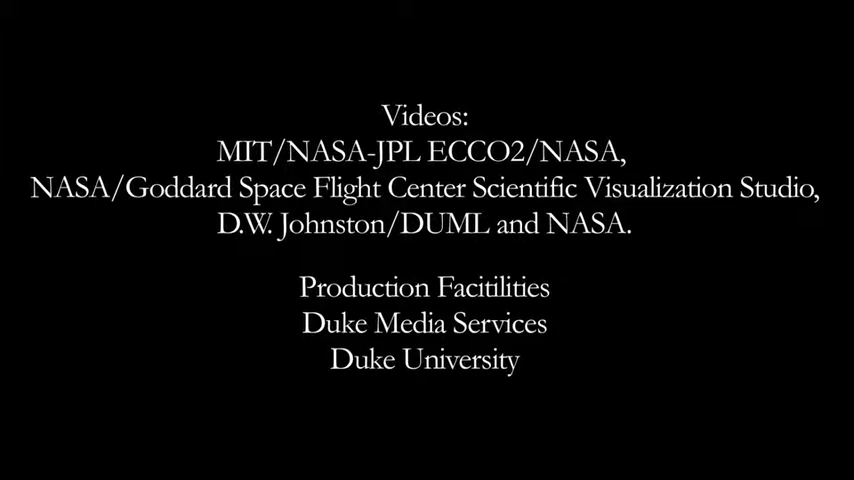 Videos:
MIT/NASA-JPL ECCO2/NASA,
NASA/Goddard Space Flight Center Scientific Visualization Studio,
D.W. Johnston/DUML and NASA.
Production Facitilities
Duke Media Services
Duke University